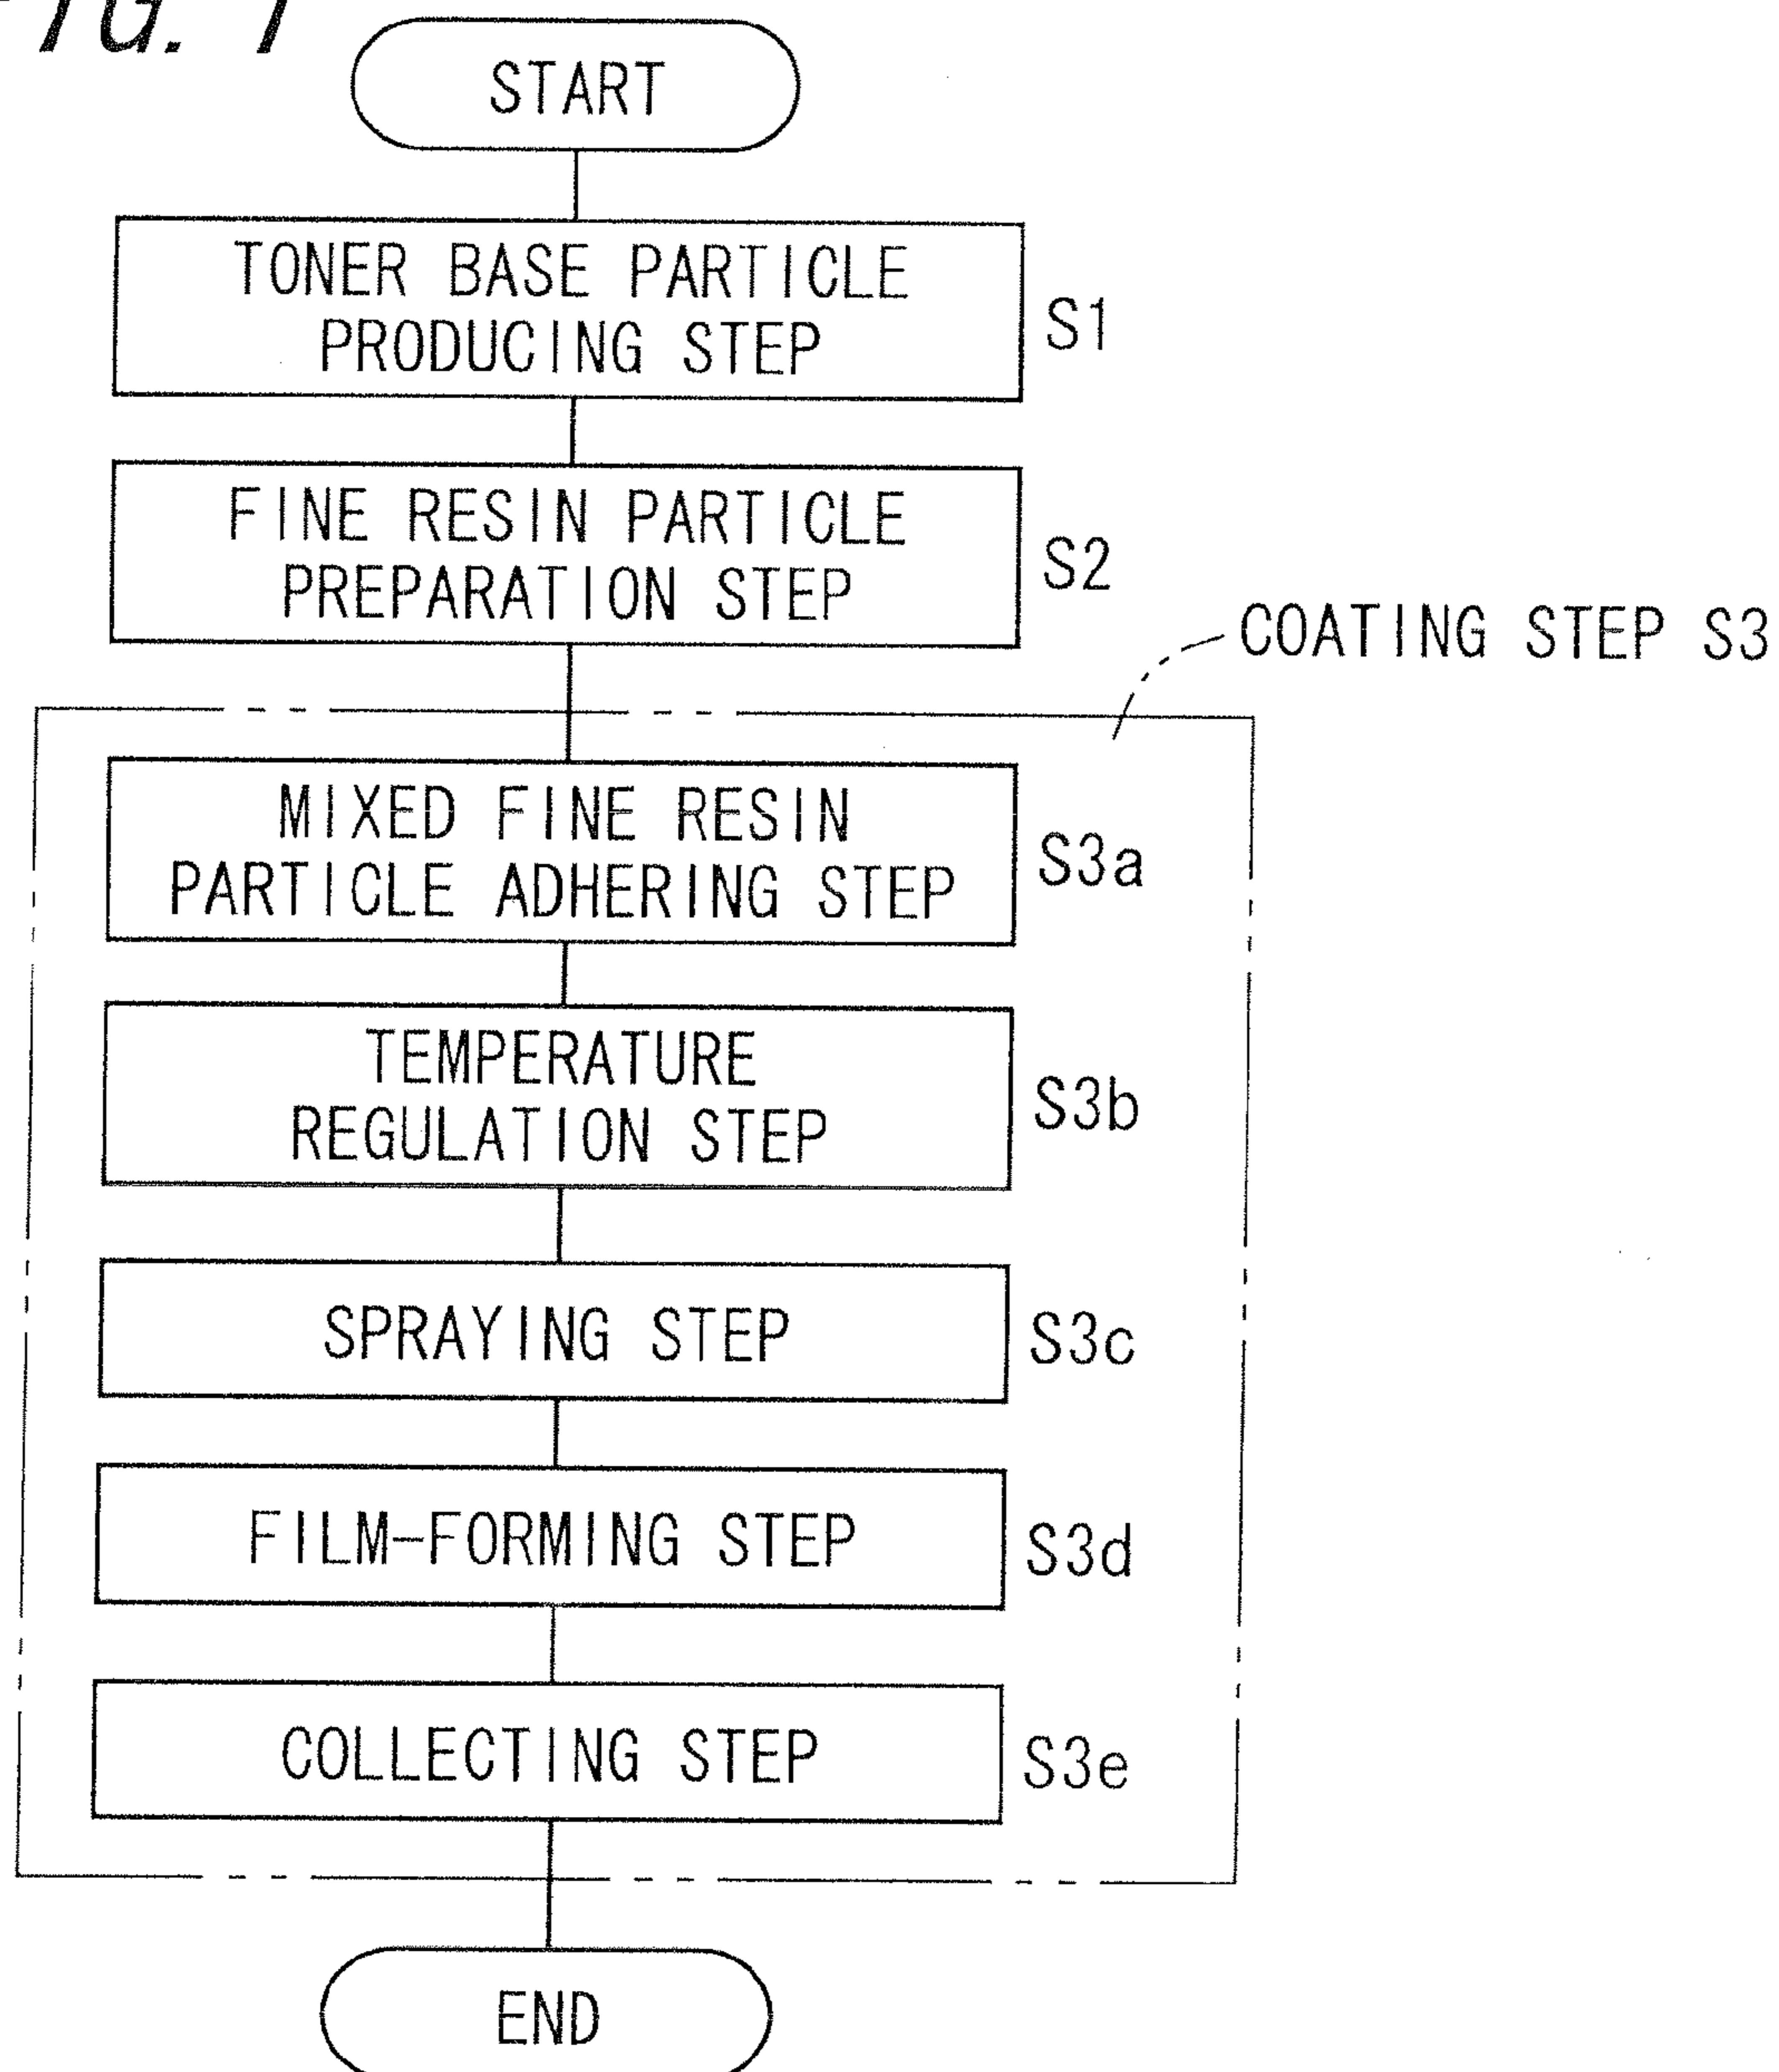 FIG. 1
START
TONER BASE PARTICLE
PRODUCING STEP
S1
FINE RESIN PARTICLE
PREPARATION STEP
S2
COATING STEP S3
MIXED FINE RESIN
PARTICLE ADHERING STEP
S3a
TEMPERATURE
REGULATION STEP
S3b
SPRAYING STEP
S3c
FILM-FORMING STEP
S3d
COLLECTING STEP
S3e
END